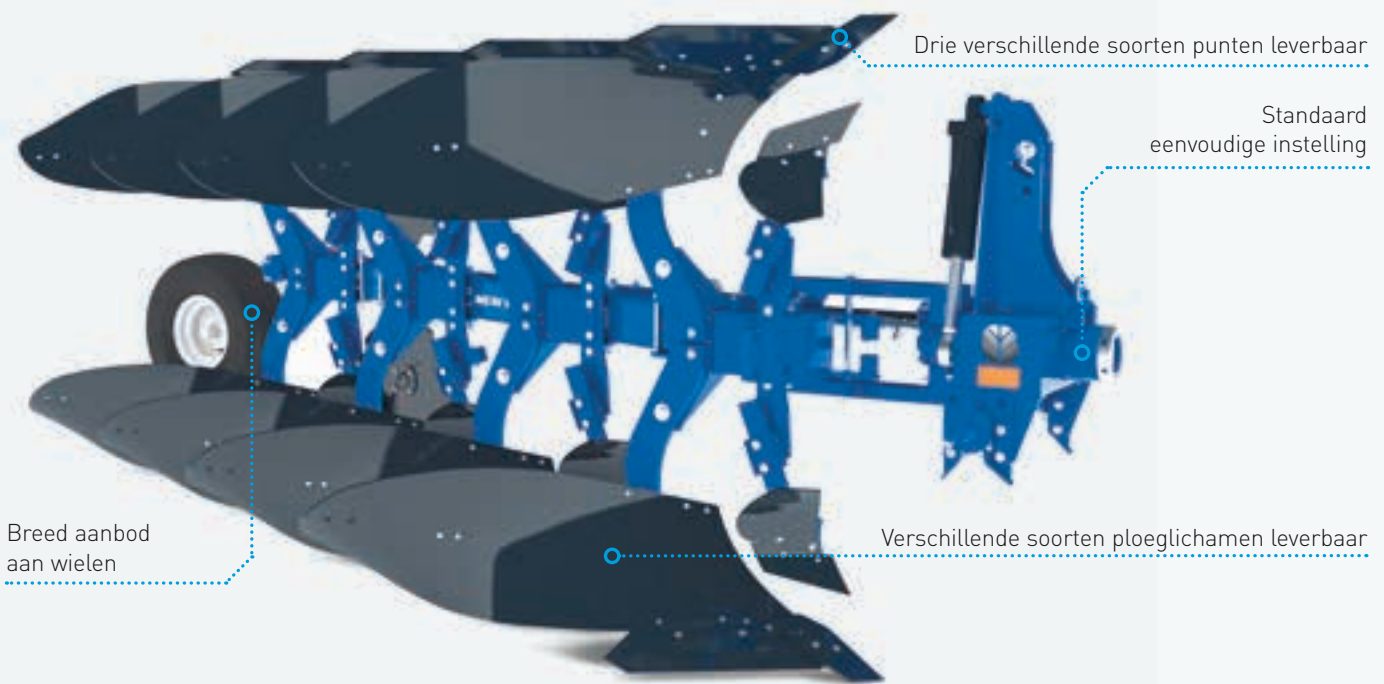 Drie verschillende soorten punten leverbaar
Standaard
eenvoudige instelling
Breed aanbod
aan wielen
Verschillende soorten ploeglichamen leverbaar